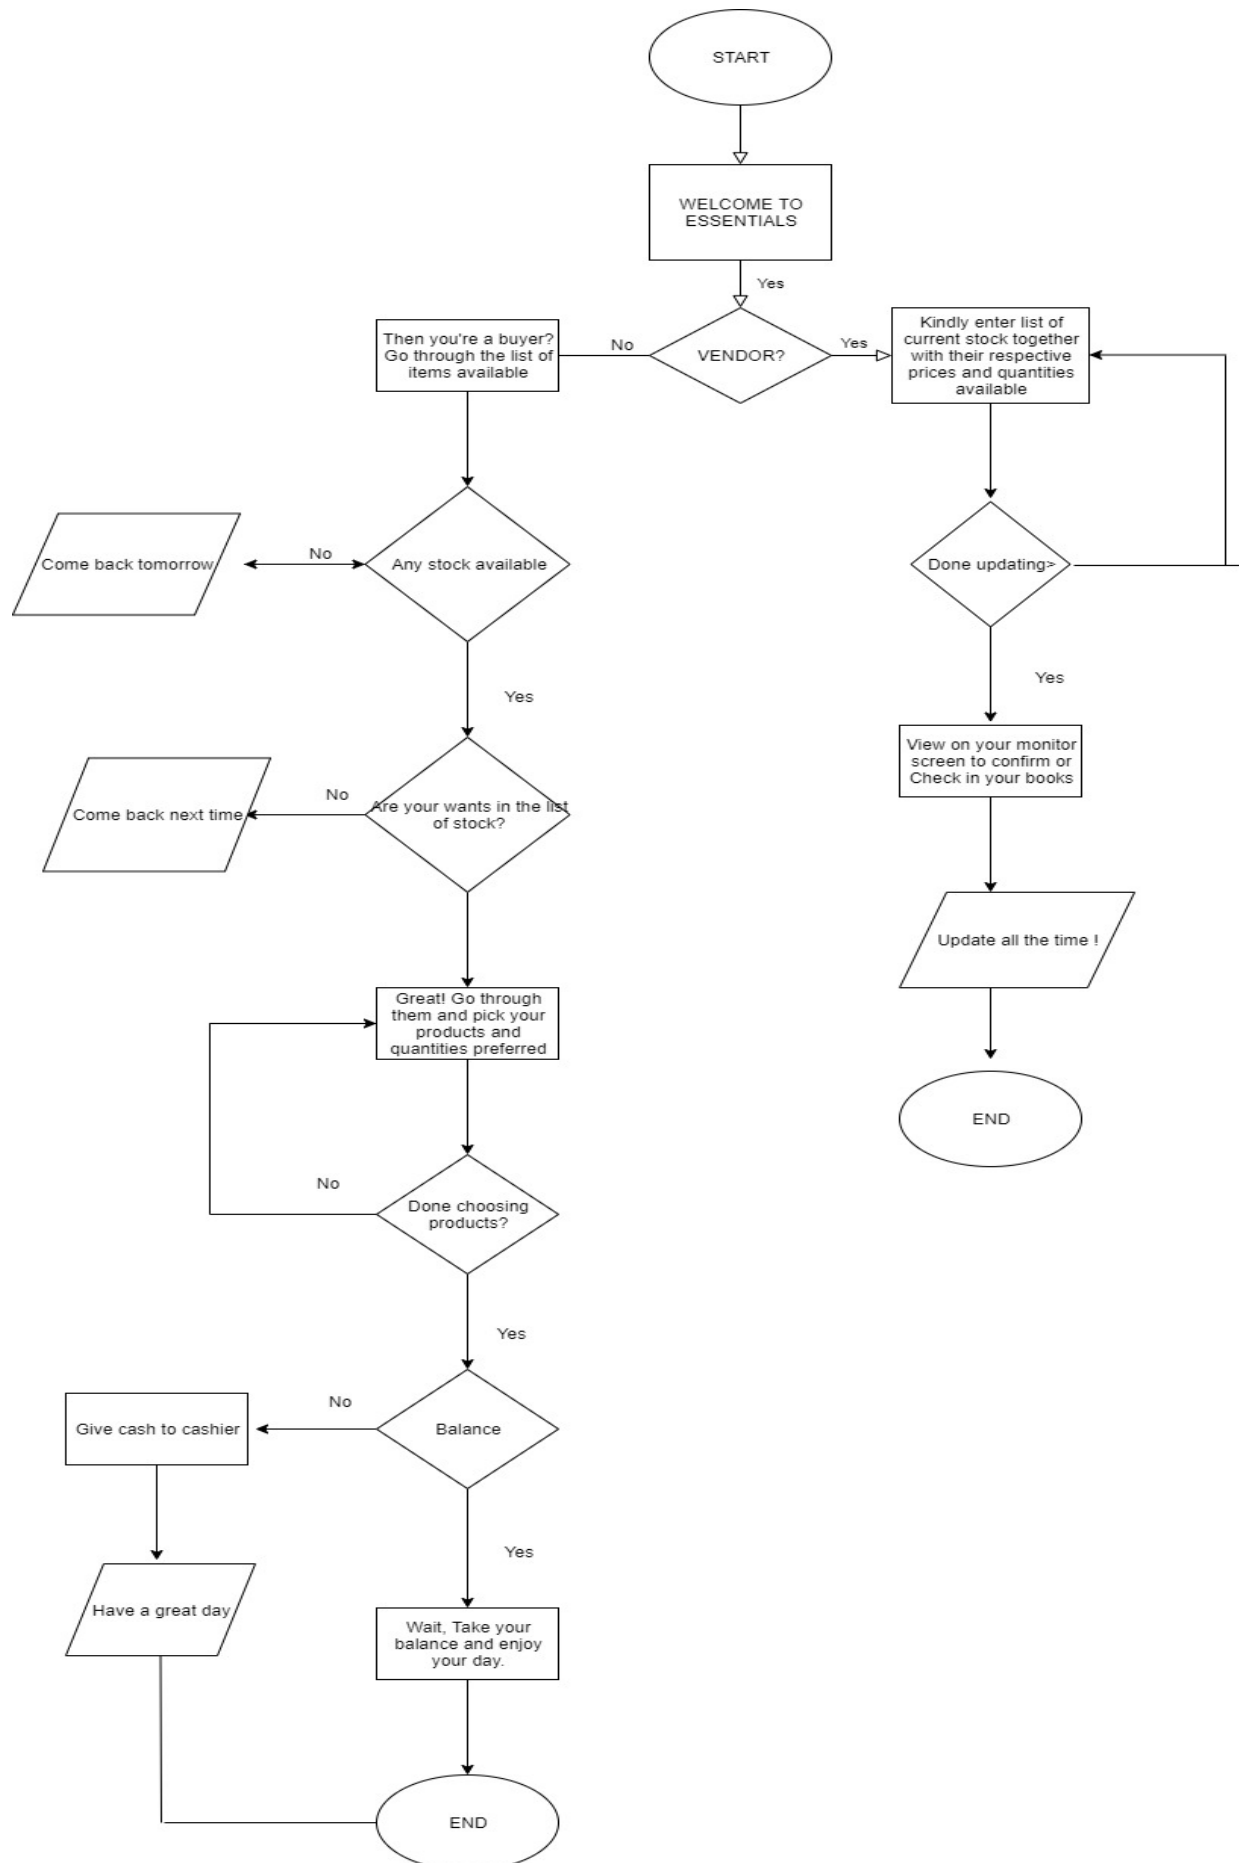 START
WELCOME TO
ESSENTIALS
Yes
Then you're a buyer?
Go through the list of
items available
No
VENDOR?
Yes
Kindly enter list of
current stock together
with their respective
prices and quantities
available
Come back tomorrow
No
Any stock available
Done updating>
Yes
Yes
View on your monitor
screen to confirm or
Check in your books
Come back next time
No
Are your wants in the list
of stock?
Update all the time !
Great! Go through
them and pick your
products and
quantities preferred
END
No
Done choosing
products?
Yes
Give cash to cashier
No
Balance
Yes
Have a great day
Wait, Take your
balance and enjoy
your day.
END